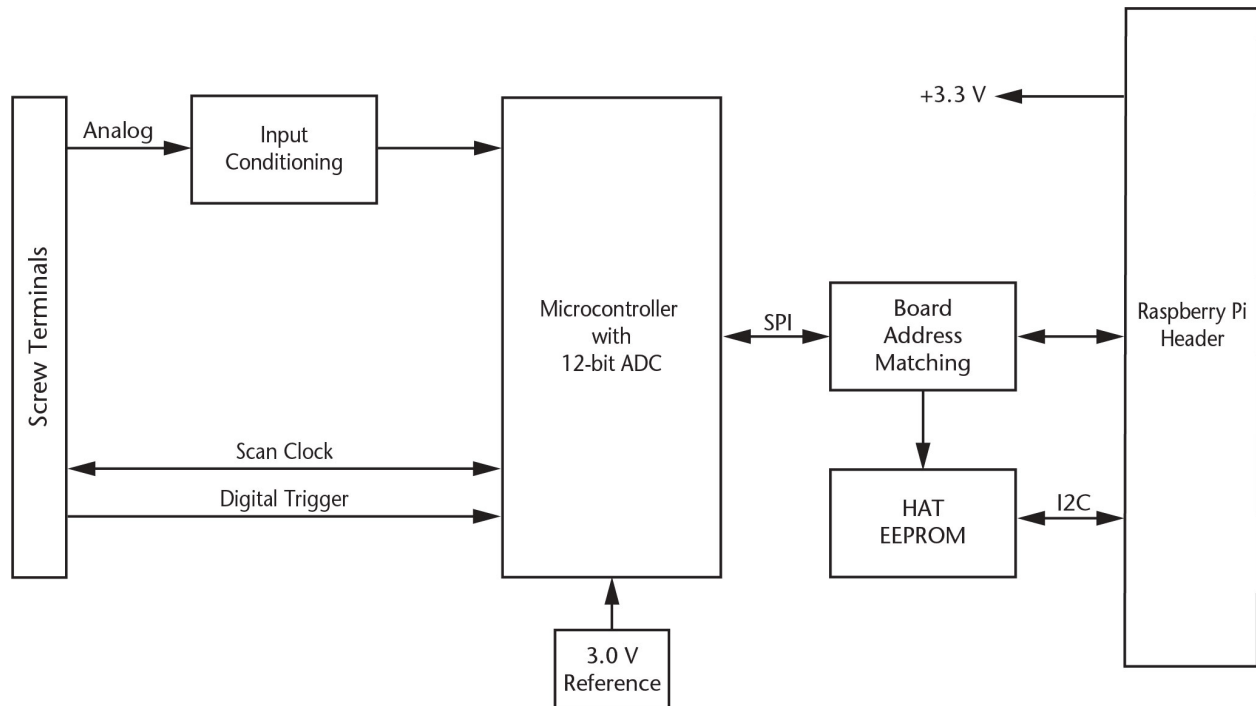 +3.3 V
Analog
Input
Conditioning
Screw Terminals
Microcontroller
with
12-bit ADC
SPI
Board
Address
Matching
Raspberry Pi
Header
Scan Clock
Digital Trigger
HAT
EEPROM
I2C
3.0 V
Reference